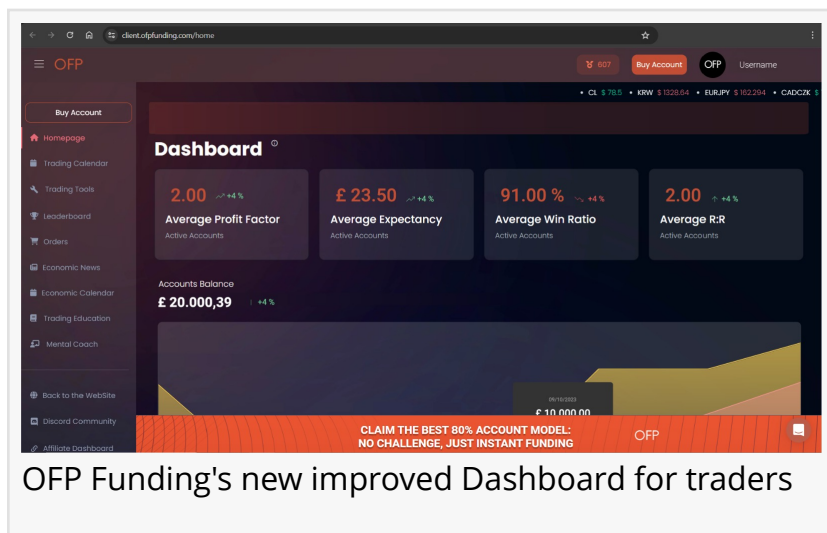 client.ofpfunding.com/home
OFP
607
Buy Account
OFP
Username
• CL $ 78.5 • KRW $ 1328.64 • EURJPY $ 162.294 • CADCZK $
Buy Account
Homepage
Trading Calendar
Trading Tools
Leaderboard
Orders
Economic News
Economic Calendar
Trading Education
Mental Coach
Back to the WebSite
Discord Community
Affiliate Dashboard
Dashboard
2.00 +4 %
Average Profit Factor
Active Accounts
£ 23.50 +4 %
Average Expectancy
Active Accounts
91.00 % +4 %
Average Win Ratio
Active Accounts
2.00 +4 %
Average R:R
Active Accounts
Accounts Balance
£ 20.000,39 +4 %
09/10/2023
£ 10.000,00
CLAIM THE BEST 80% ACCOUNT MODEL:
NO CHALLENGE, JUST INSTANT FUNDING
OFP
OFP Funding's new improved Dashboard for traders